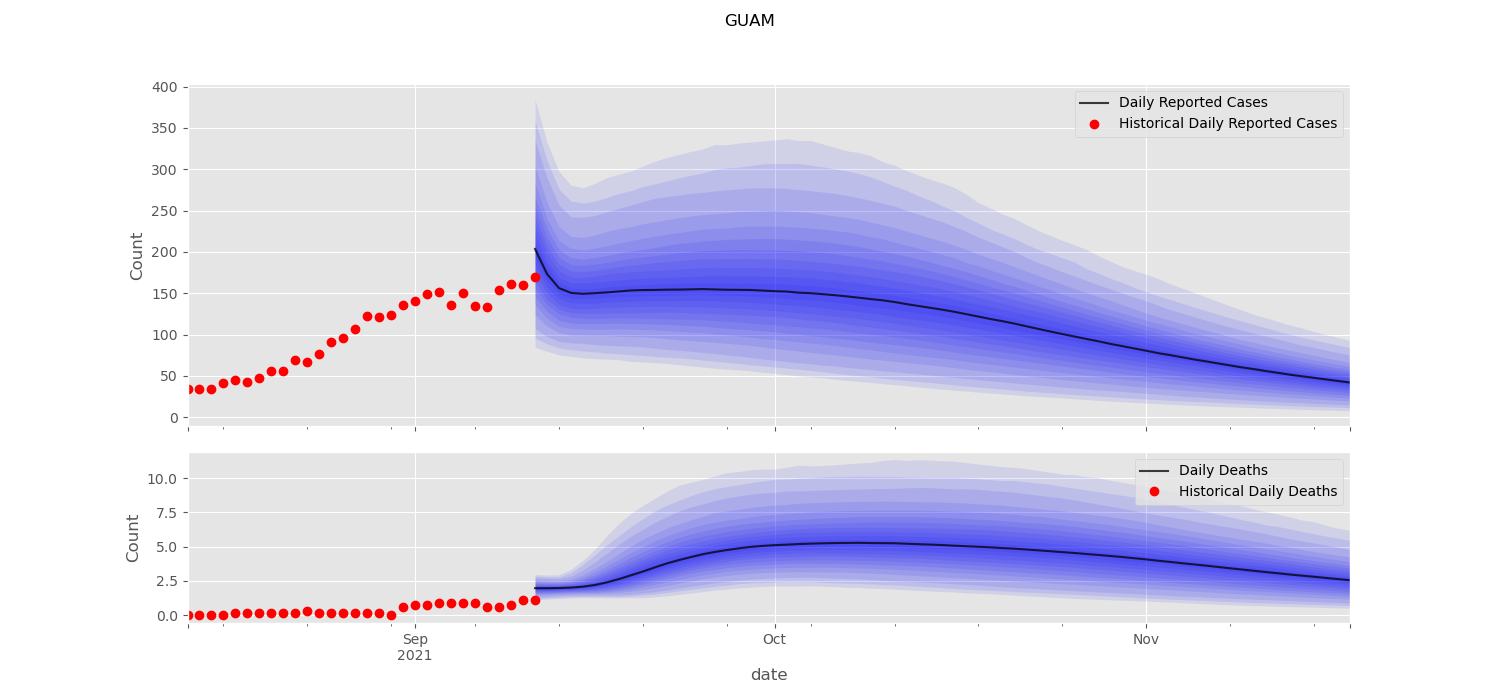 GUAM
400
350
300
250
200
150
100
50
0
Count
Daily Reported Cases
Historical Daily Reported Cases
10.0
7.5
5.0
2.5
0.0
Count
Daily Deaths
Historical Daily Deaths
Sep
2021
Oct
Nov
date